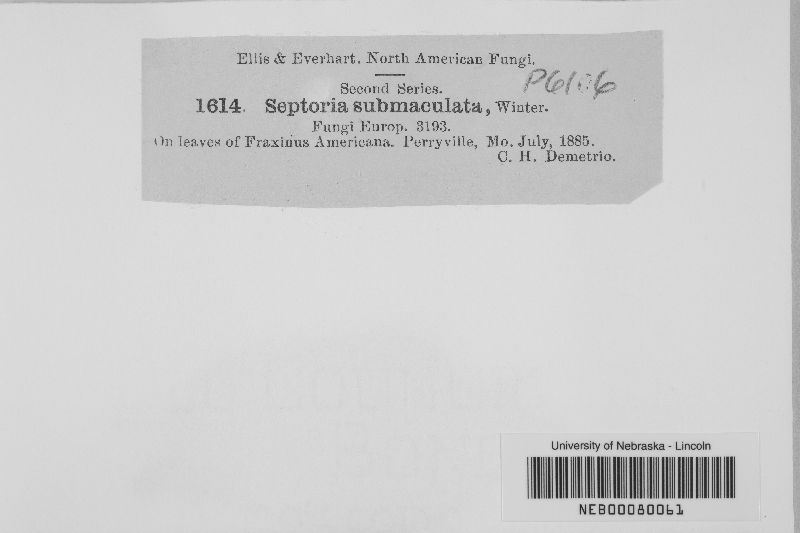 Ellis & Everhart. North American Fungi.
Second Series.
1614. Septoria submaculata, Winter.
Fungi Europ. 3193.
On leaves of Fraxinus Americana. Perryville, Mo. July, 1885.
C. H. Demetrio.
University of Nebraska - Lincoln
NEB00080061